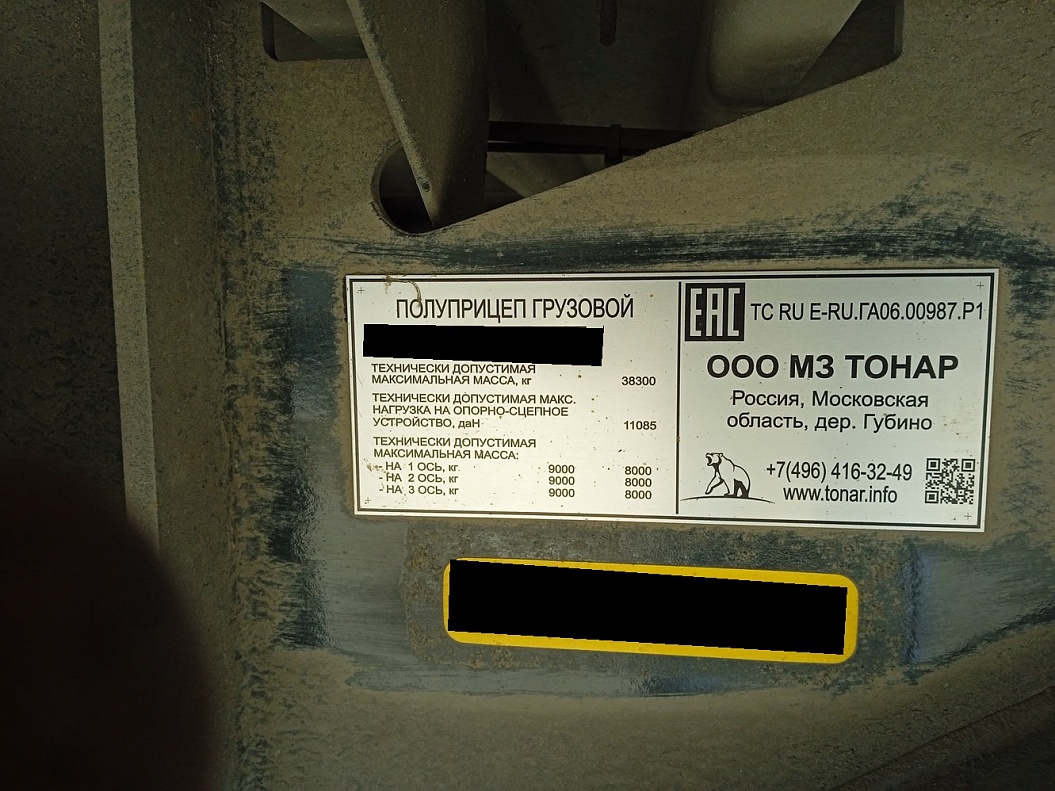 ПОЛУПРИЦЕП ГРУЗОВОЙ
ТЕХНИЧЕСКИ ДОПУСТИМАЯ
МАКСИМАЛЬНАЯ МАССА, кг 38300
ТЕХНИЧЕСКИ ДОПУСТИМАЯ МАКС.
НАГРУЗКА НА ОПОРНО-СЦЕПНОЕ
УСТРОЙСТВО, даН 11085
ТЕХНИЧЕСКИ ДОПУСТИМАЯ
МАКСИМАЛЬНАЯ МАССА:
- НА 1 ОСЬ, кг 9000 8000
- НА 2 ОСЬ, кг 9000 8000
- НА 3 ОСЬ, кг 9000 8000
EAC ТС RU E-RU.ГА06.00987.Р1
ООО МЗ ТОНАР
Россия, Московская
область, дер. Губино
+7(496) 416-32-49
www.tonar.info